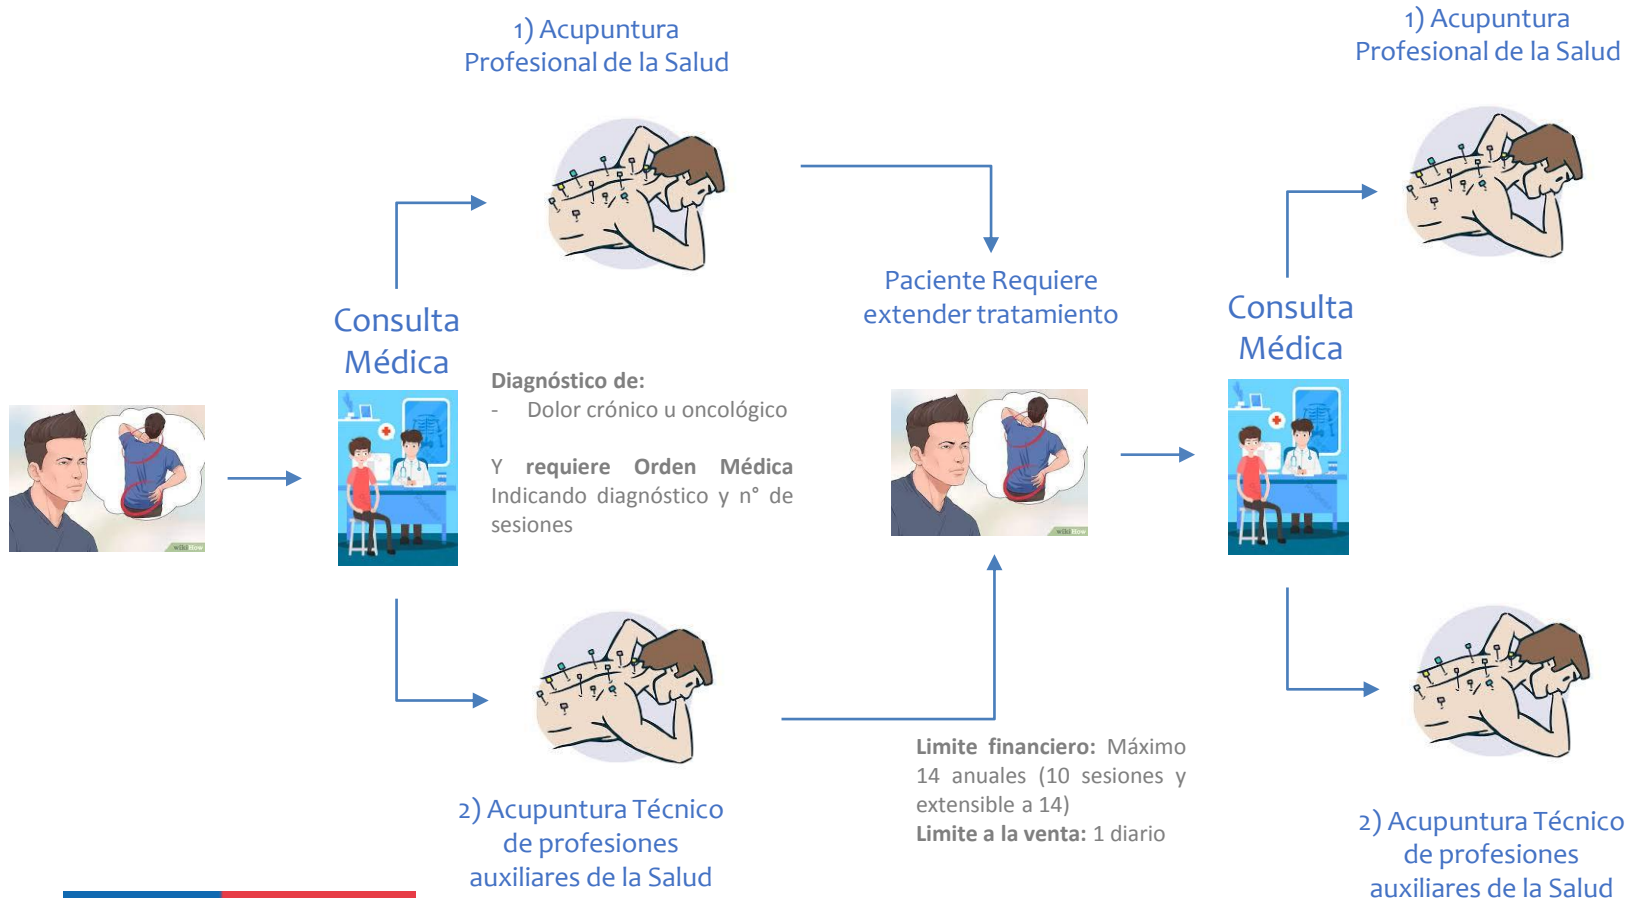 1) Acupuntura
Profesional de la Salud
1) Acupuntura
Profesional de la Salud
Consulta
Médica
Diagnóstico de:
- Dolor crónico u oncológico
Y requiere Orden Médica
Indicando diagnóstico y n° de
sesiones
Paciente Requiere
extender tratamiento
Consulta
Médica
wikiHow
wikiHow
2) Acupuntura Técnico
de profesiones
auxiliares de la Salud
Limite financiero: Máximo
14 anuales (10 sesiones y
extensible a 14)
Limite a la venta: 1 diario
2) Acupuntura Técnico
de profesiones
auxiliares de la Salud